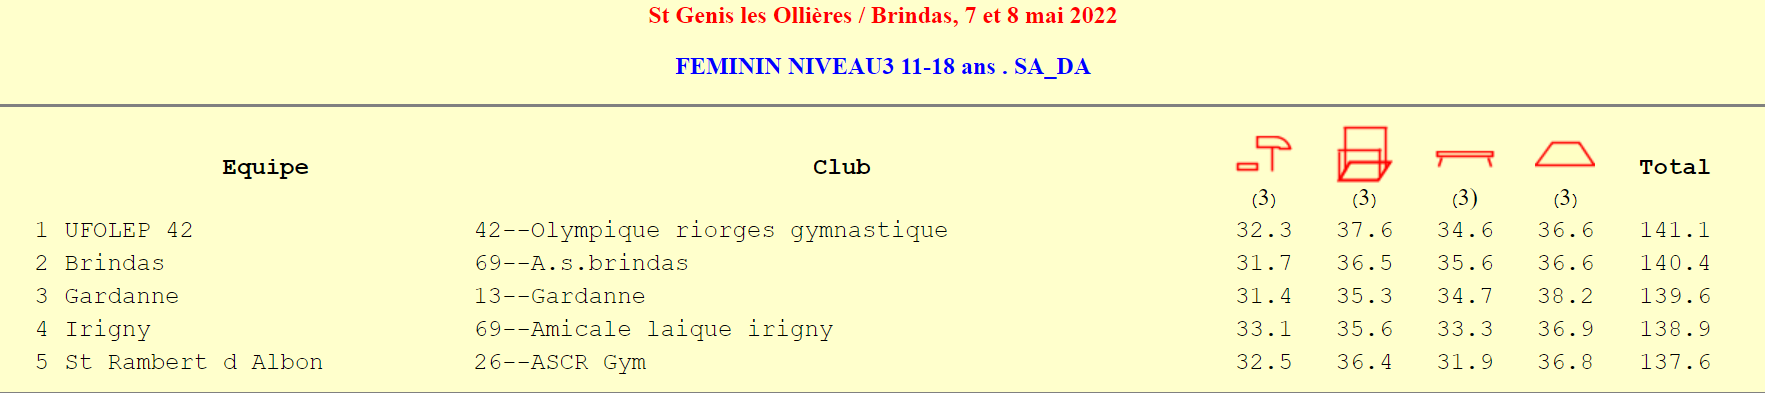 St Genis les Ollières / Brindas, 7 et 8 mai 2022
FEMININ NIVEAU3 11-18 ans . SA_DA
Equipe Club Total
(3) (3) (3) (3)
1 UFOLEP 42 42--Olympique riorges gymnastique 32.3 37.6 34.6 36.6 141.1
2 Brindas 69--A.s.brindas 31.7 36.5 35.6 36.6 140.4
3 Gardanne 13--Gardanne 31.4 35.3 34.7 38.2 139.6
4 Irigny 69--Amicale laique irigny 33.1 35.6 33.3 36.9 138.9
5 St Rambert d Albon 26--ASCR Gym 32.5 36.4 31.9 36.8 137.6